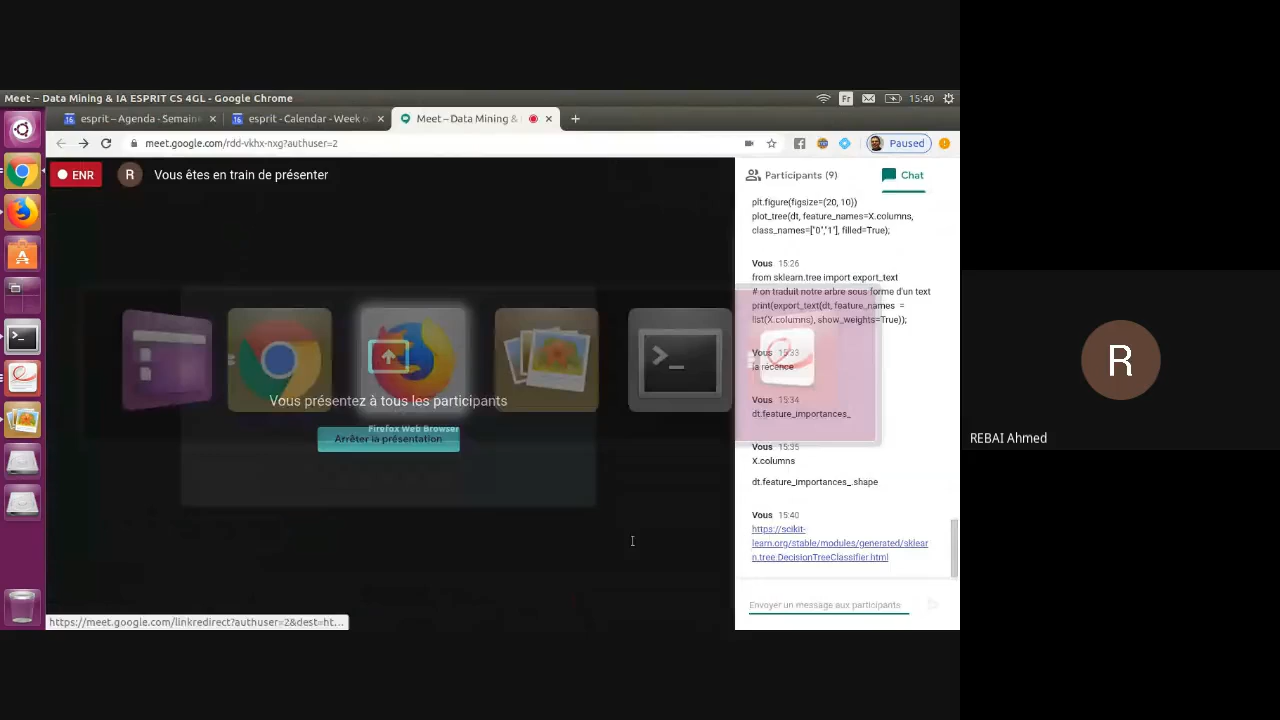 Meet – Data Mining & IA ESPRIT CS 4GL - Google Chrome
Fr
15:40
esprit – Agenda - Semaine
esprit - Calendar - Week o
Meet – Data Mining &
meet.google.com/rdd-vkhx-nxg?authuser=2
Paused
ENR
R
Vous êtes en train de présenter
Participants (9)
Chat
plt.figure(figsize=(20, 10))
plot_tree(dt, feature_names=X.columns,
class_names=["0","1"], filled=True);
Vous 15:26
from sklearn.tree import export_text
# on traduit notre arbre sous forme d'un text
print(export_text(dt, feature_names =
list(X.columns), show_weights=True));
Vous 15:33
la récence
Vous 15:34
dt.feature_importances_
Vous 15:35
X.columns
dt.feature_importances_.shape
Vous 15:40
https://scikit-
learn.org/stable/modules/generated/sklear
n.tree.DecisionTreeClassifier.html
Envoyer un message aux participants
Vous présentez à tous les participants
Firefox Web Browser
Arrêter la présentation
https://meet.google.com/linkredirect?authuser=2&dest=ht...
R
REBAI Ahmed